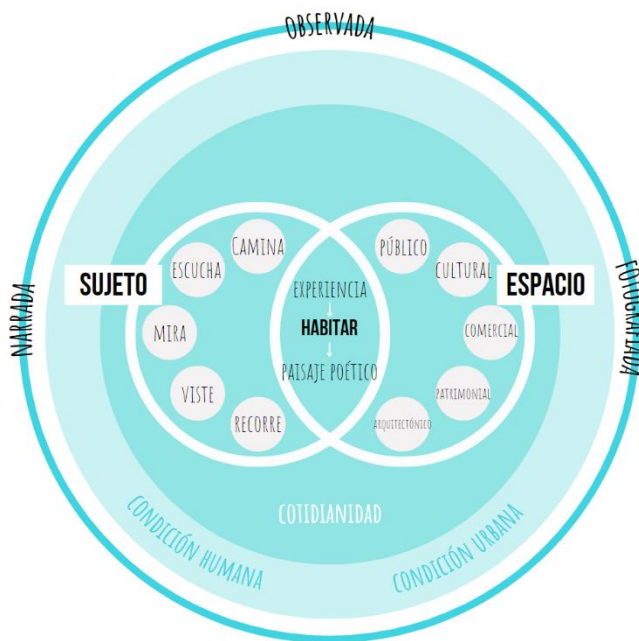 OBSERVADA
NARRADA
FOTOGRAFIADA
SUJETO
CAMINA
ESCUCHA
MIRA
VISTE
RECORRE
EXPERIENCIA
HABITAR
PAISAJE POÉTICO
ESPACIO
PÚBLICO
CULTURAL
COMERCIAL
PATRIMONIAL
ARQUITECTÓNICO
COTIDIANIDAD
CONDICIÓN HUMANA
CONDICIÓN URBANA